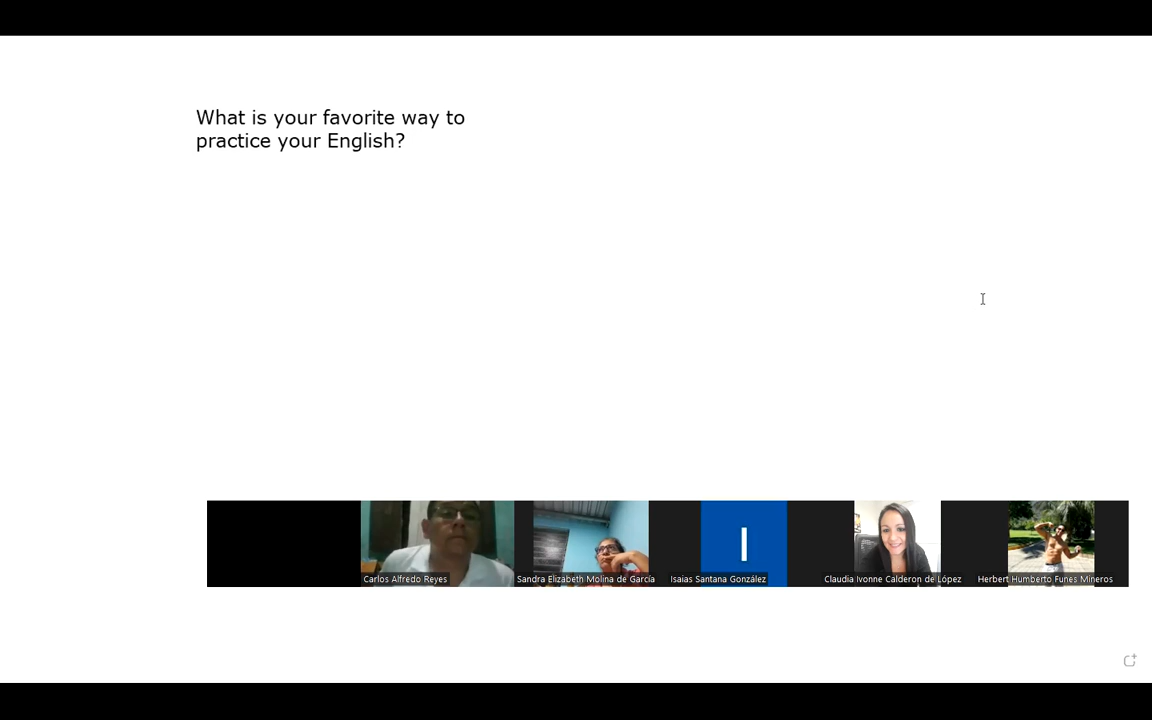 What is your favorite way to
practice your English?
I
Carlos Alfredo Reyes
Sandra Elizabeth Molina de García
Isaias Santana González
Claudia Ivonne Calderon de López
Herbert Humberto Funes Mineros